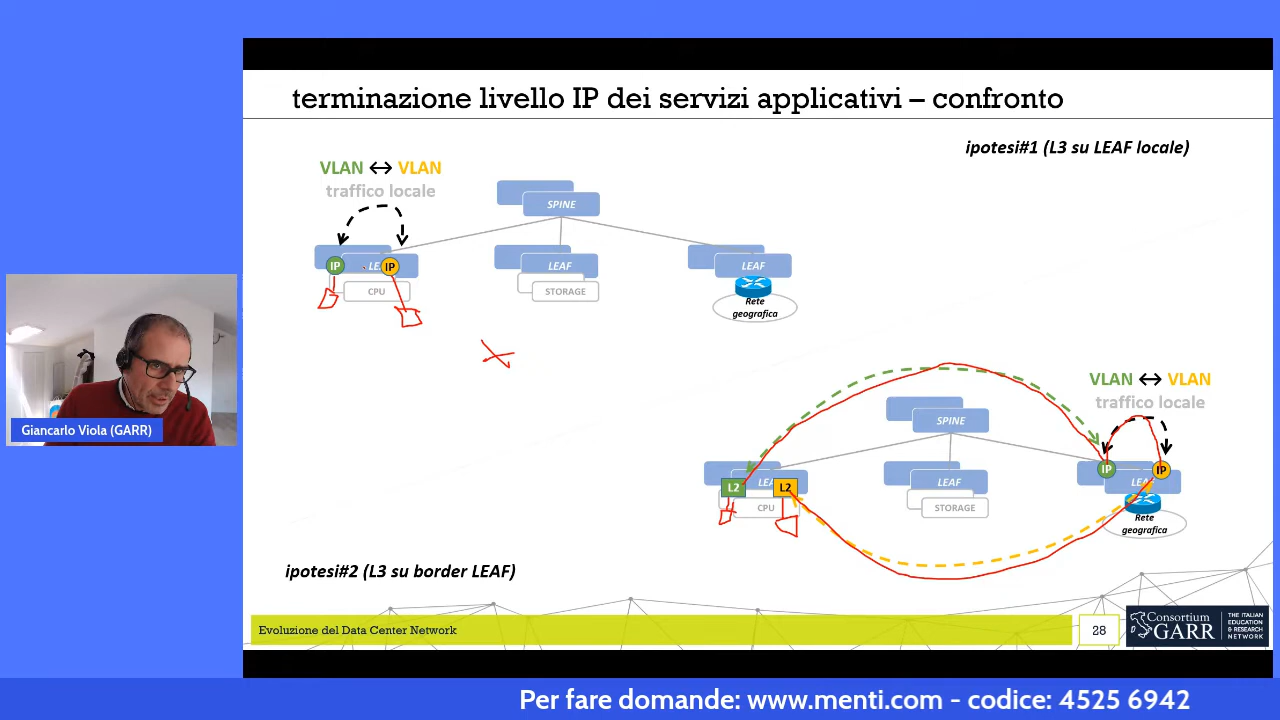 terminazione livello IP dei servizi applicativi – confronto
ipotesi#1 (L3 su LEAF locale)
VLAN ↔ VLAN
traffico locale
SPINE
IP
IP
LEAF
LEAF
CPU
STORAGE
Rete
geografica
VLAN ↔ VLAN
traffico locale
SPINE
IP
IP
L2
L2
LEAF
CPU
STORAGE
Rete
geografica
ipotesi#2 (L3 su border LEAF)
Giancarlo Viola (GARR)
Evoluzione del Data Center Network
28
Consortium
GARR
THE ITALIAN
EDUCATION
& RESEARCH
NETWORK
Per fare domande: www.menti.com - codice: 4525 6942